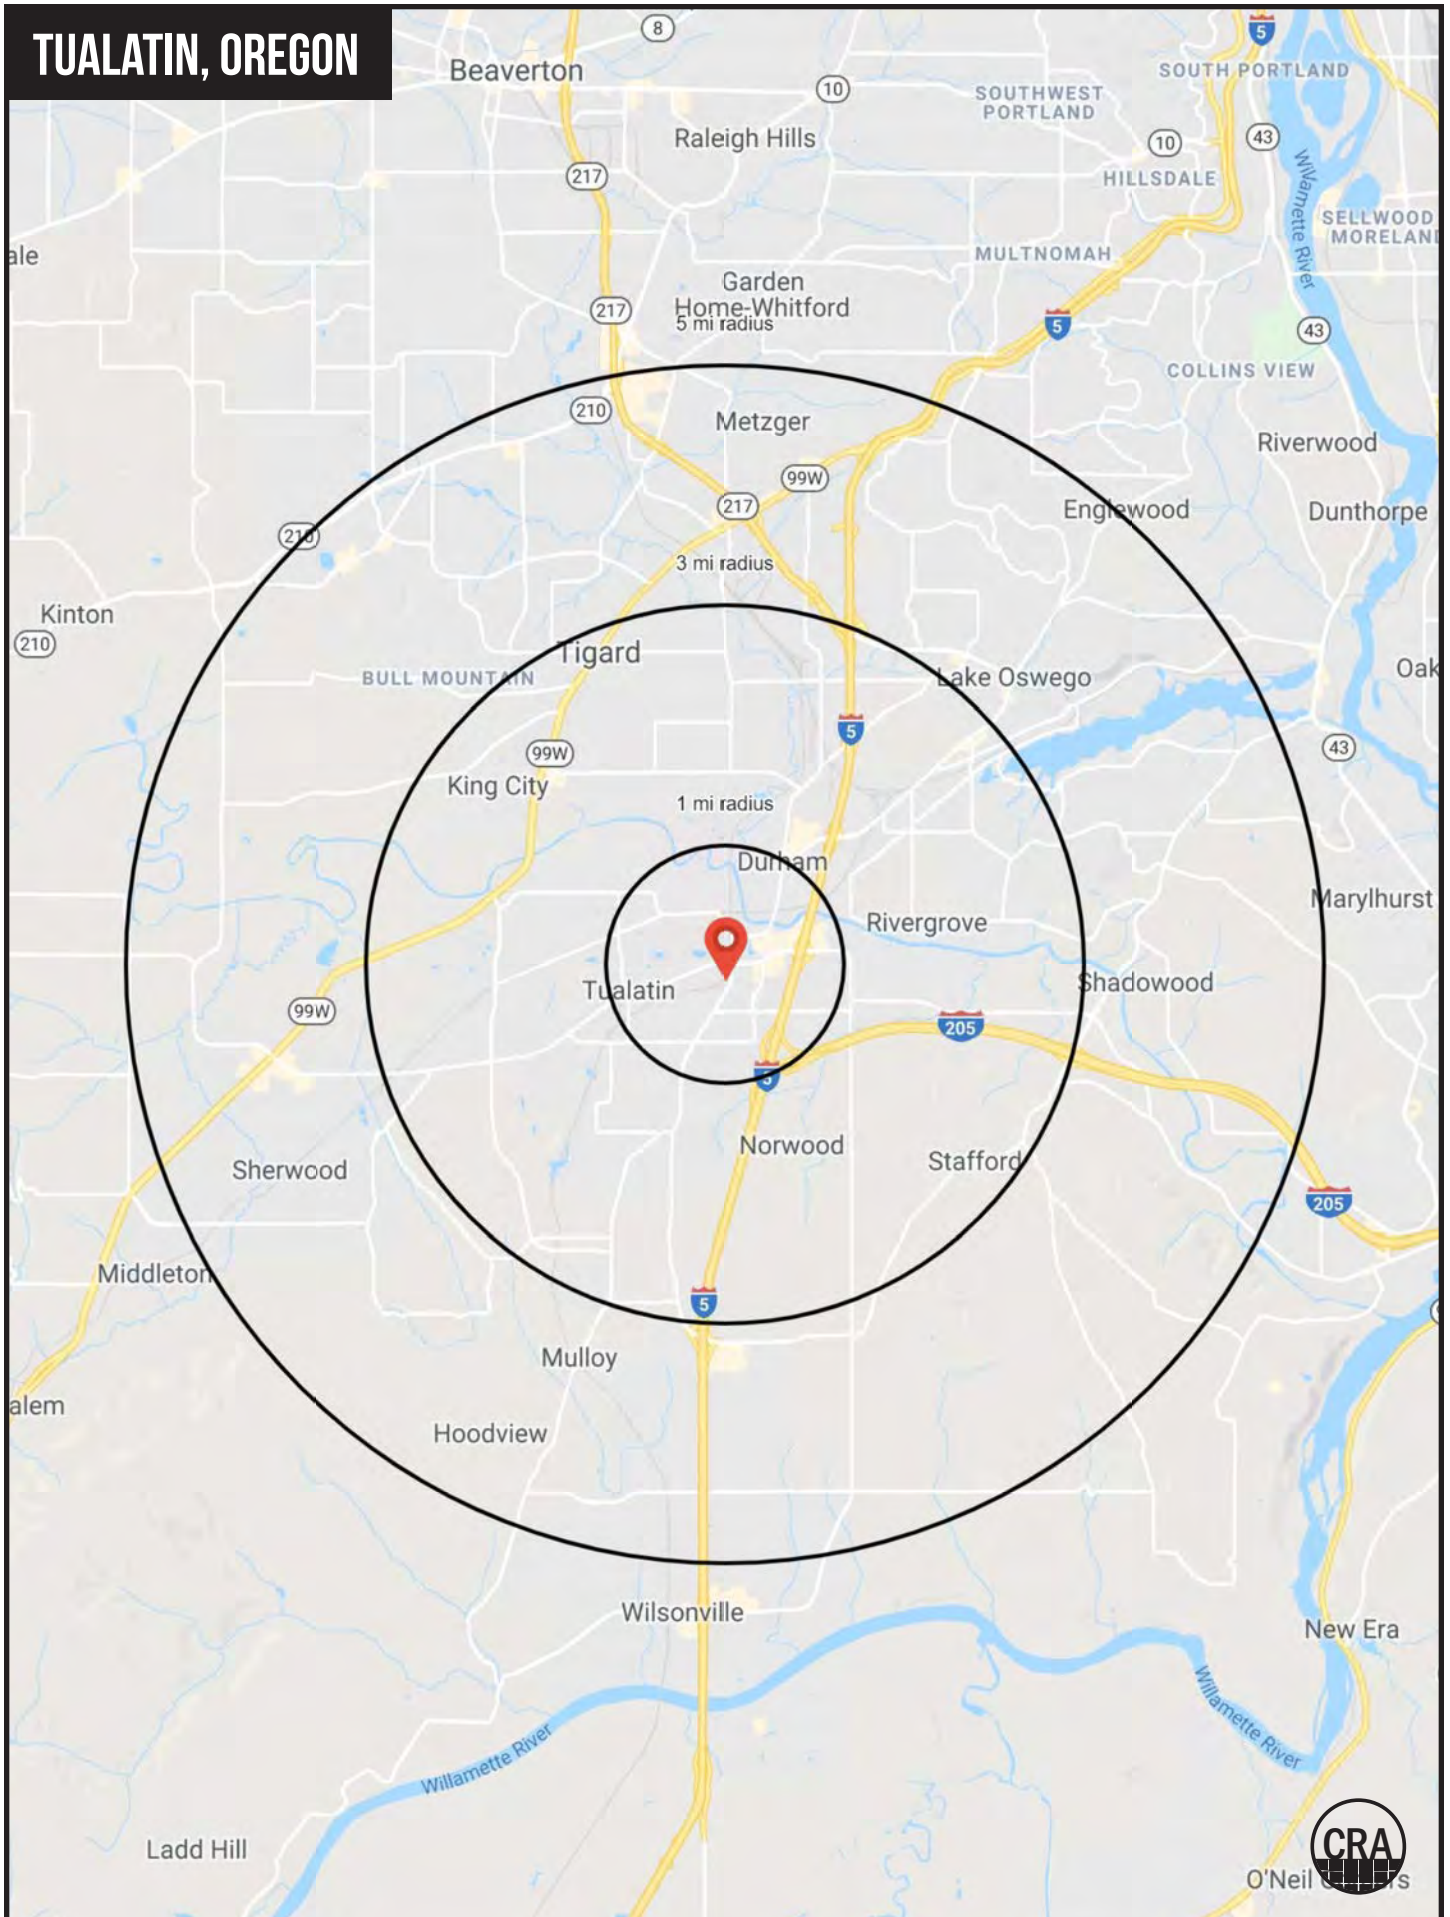 TUALATIN, OREGON
8
5
Beaverton
SOUTH PORTLAND
10
SOUTHWEST
PORTLAND
Raleigh Hills
10
43
217
HILLSDALE
Willamette River
SELLWOOD
MORELAND
ale
MULTNOMAH
Garden
Home-Whitford
217
5 mi radius
5
43
COLLINS VIEW
210
Metzger
Riverwood
99W
217
Englewood
Dunthorpe
210
3 mi radius
Kinton
210
Tigard
BULL MOUNTAIN
Lake Oswego
Oak
5
99W
43
King City
1 mi radius
Durham
Marylhurst
Rivergrove
Tualatin
Shadowood
99W
205
5
Norwood
Stafford
Sherwood
205
Middleton
5
Mulloy
alem
Hoodview
Wilsonville
New Era
Willamette River
Willamette River
Ladd Hill
CRA
O'Neil